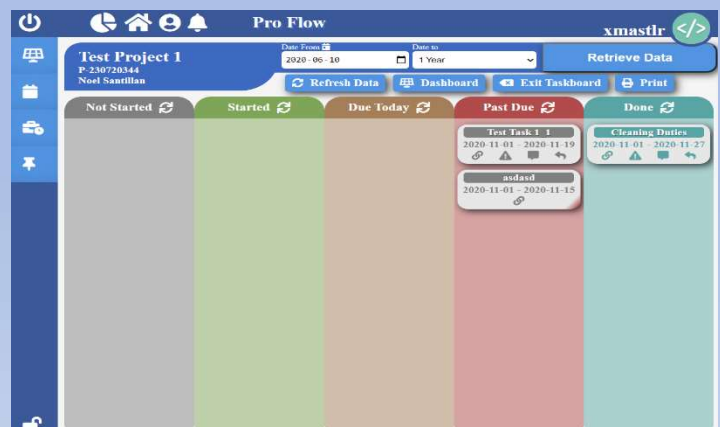 Pro Flow
xmastlr </>
Test Project 1
P-230720344
Noel Santillan
Date From
2020-06-10
Date to
1 Year
Retrieve Data
Refresh Data Dashboard Exit Taskboard Print
Not Started Started Due Today Past Due Done
Test Task 1 1
2020-11-01 - 2020-11-19
asdasd
2020-11-01 - 2020-11-15
Cleaning Duties
2020-11-01 - 2020-11-27